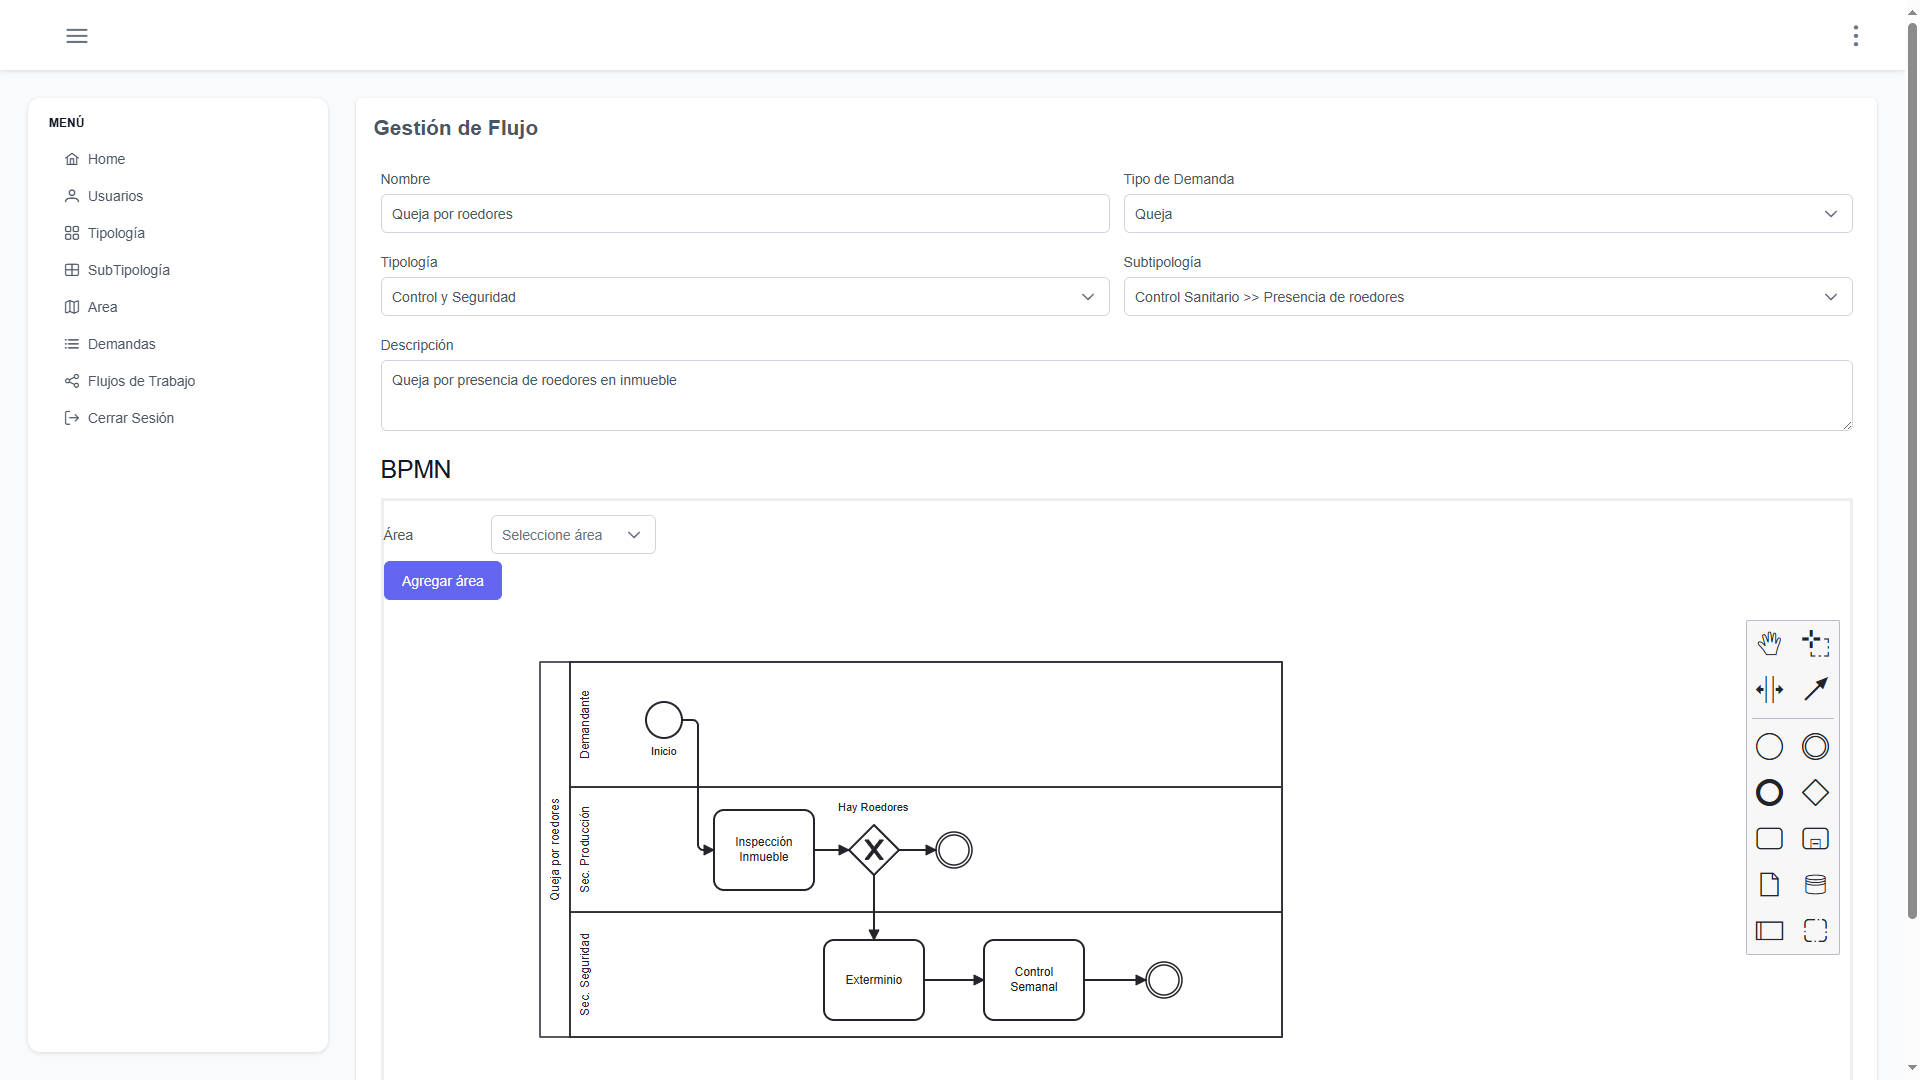 MENÚ
Home
Usuarios
Tipología
SubTipología
Area
Demandas
Flujos de Trabajo
Cerrar Sesión
Gestión de Flujo
Nombre
Queja por roedores
Tipo de Demanda
Queja
Tipología
Control y Seguridad
Subtipología
Control Sanitario >> Presencia de roedores
Descripción
Queja por presencia de roedores en inmueble
BPMN
Área
Seleccione área
Agregar área
Queja por roedores
Demandante
Inicio
Sec. Producción
Inspección
Inmueble
Hay Roedores
Sec. Seguridad
Exterminio
Control
Semanal